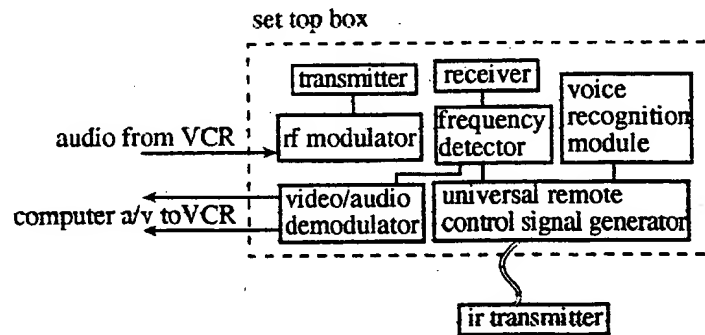 set top box
transmitter
receiver
voice
recognition
module
audio from VCR
rf modulator
frequency
detector
computer a/v toVCR
video/audio
demodulator
universal remote
control signal generator
ir transmitter